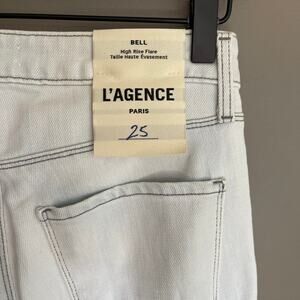 BELL
High Rise Flare
Taille Haute Évasement
L'AGENCE
PARIS
25